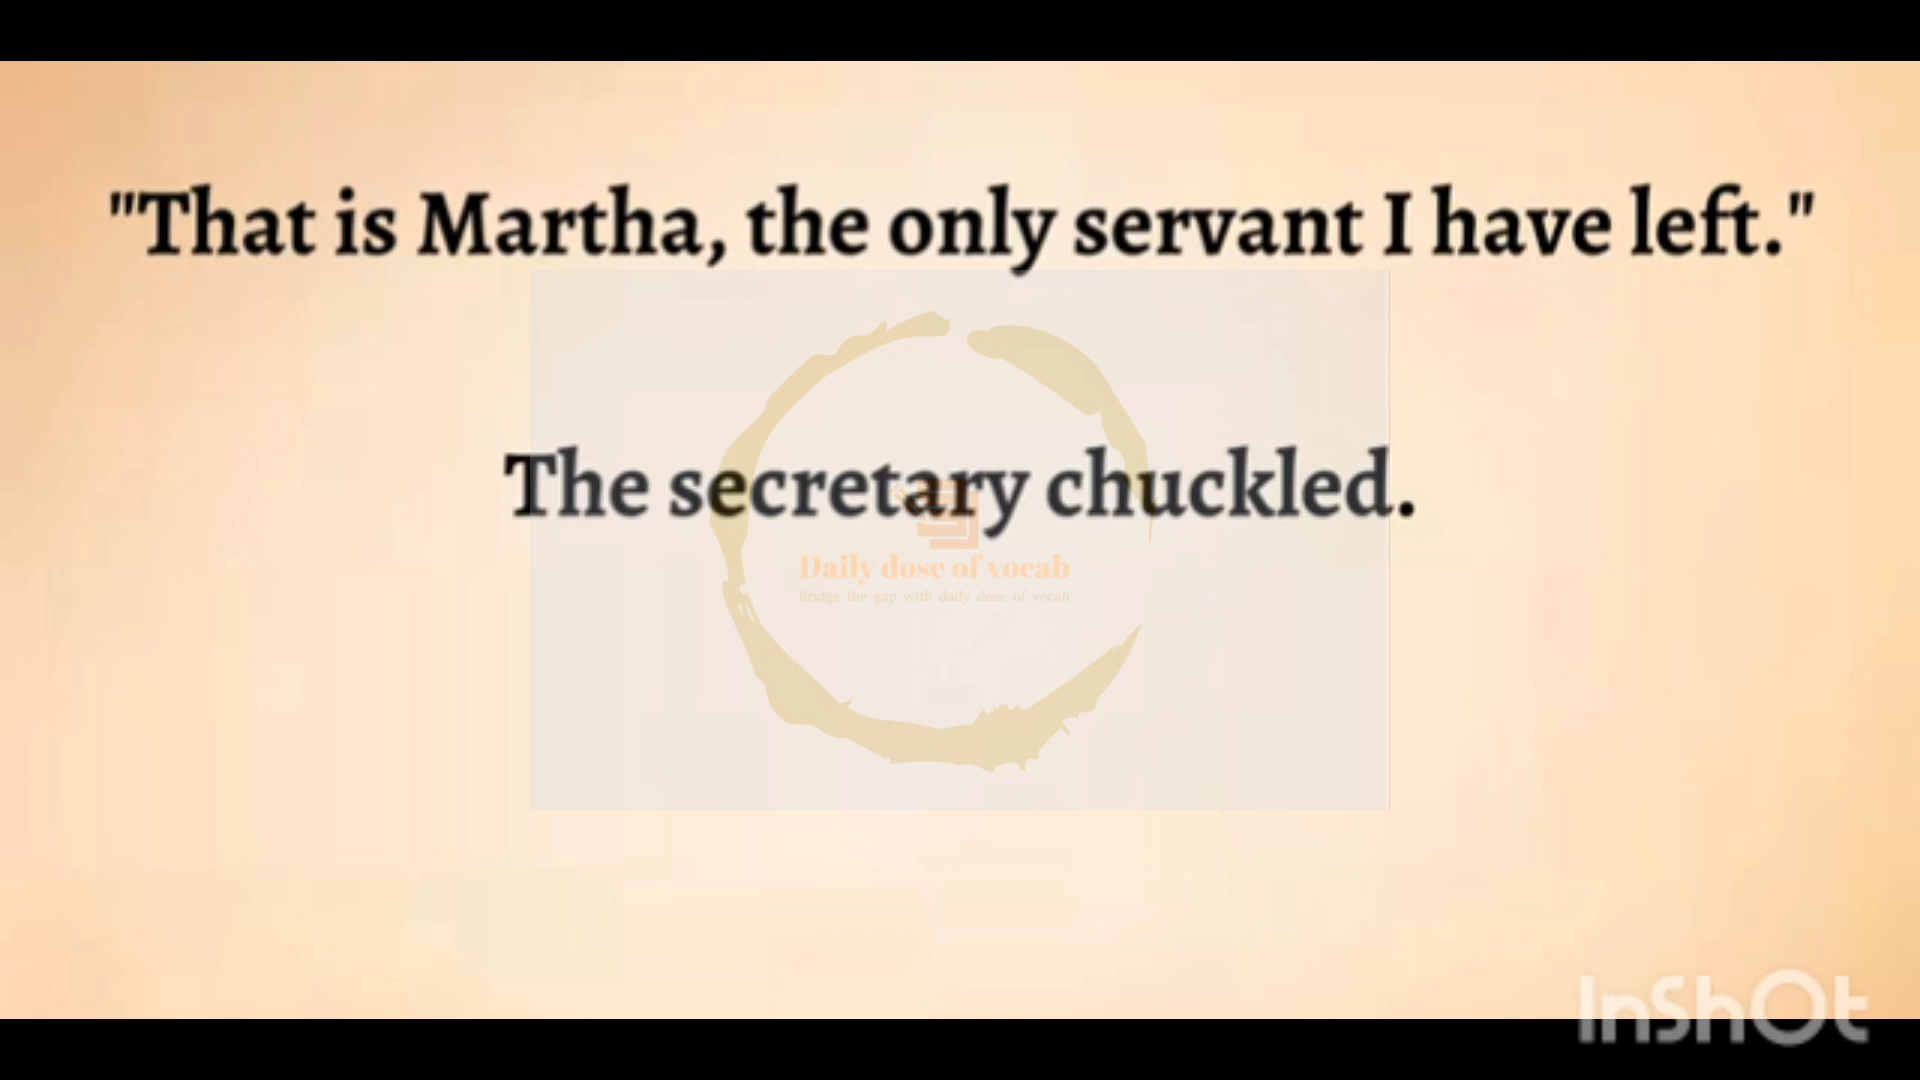 "That is Martha, the only servant I have left."
The secretary chuckled.
Daily dose of vocab
Bridge the gap with daily dose of vocab
InShOt